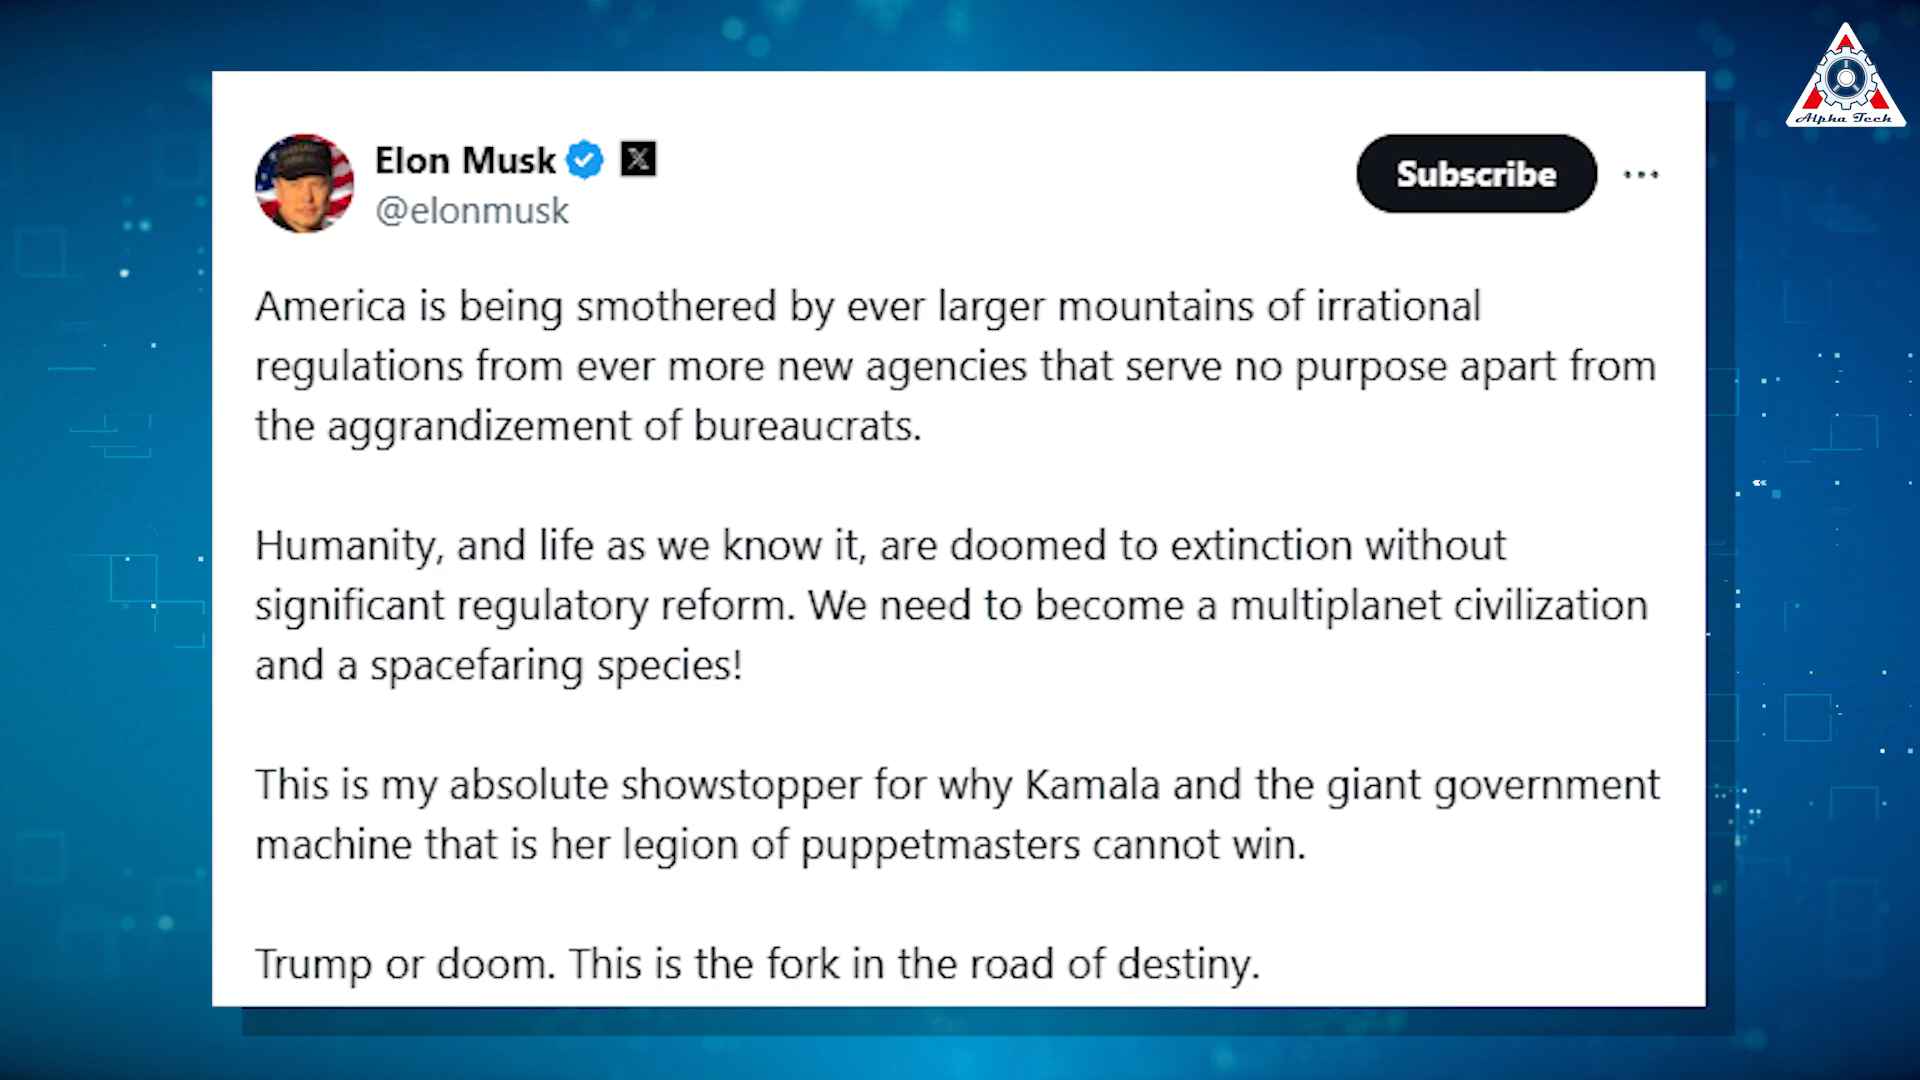 Alpha Tech
Elon Musk
@elonmusk
Subscribe
America is being smothered by ever larger mountains of irrational
regulations from ever more new agencies that serve no purpose apart from
the aggrandizement of bureaucrats.
Humanity, and life as we know it, are doomed to extinction without
significant regulatory reform. We need to become a multiplanet civilization
and a spacefaring species!
This is my absolute showstopper for why Kamala and the giant government
machine that is her legion of puppetmasters cannot win.
Trump or doom. This is the fork in the road of destiny.